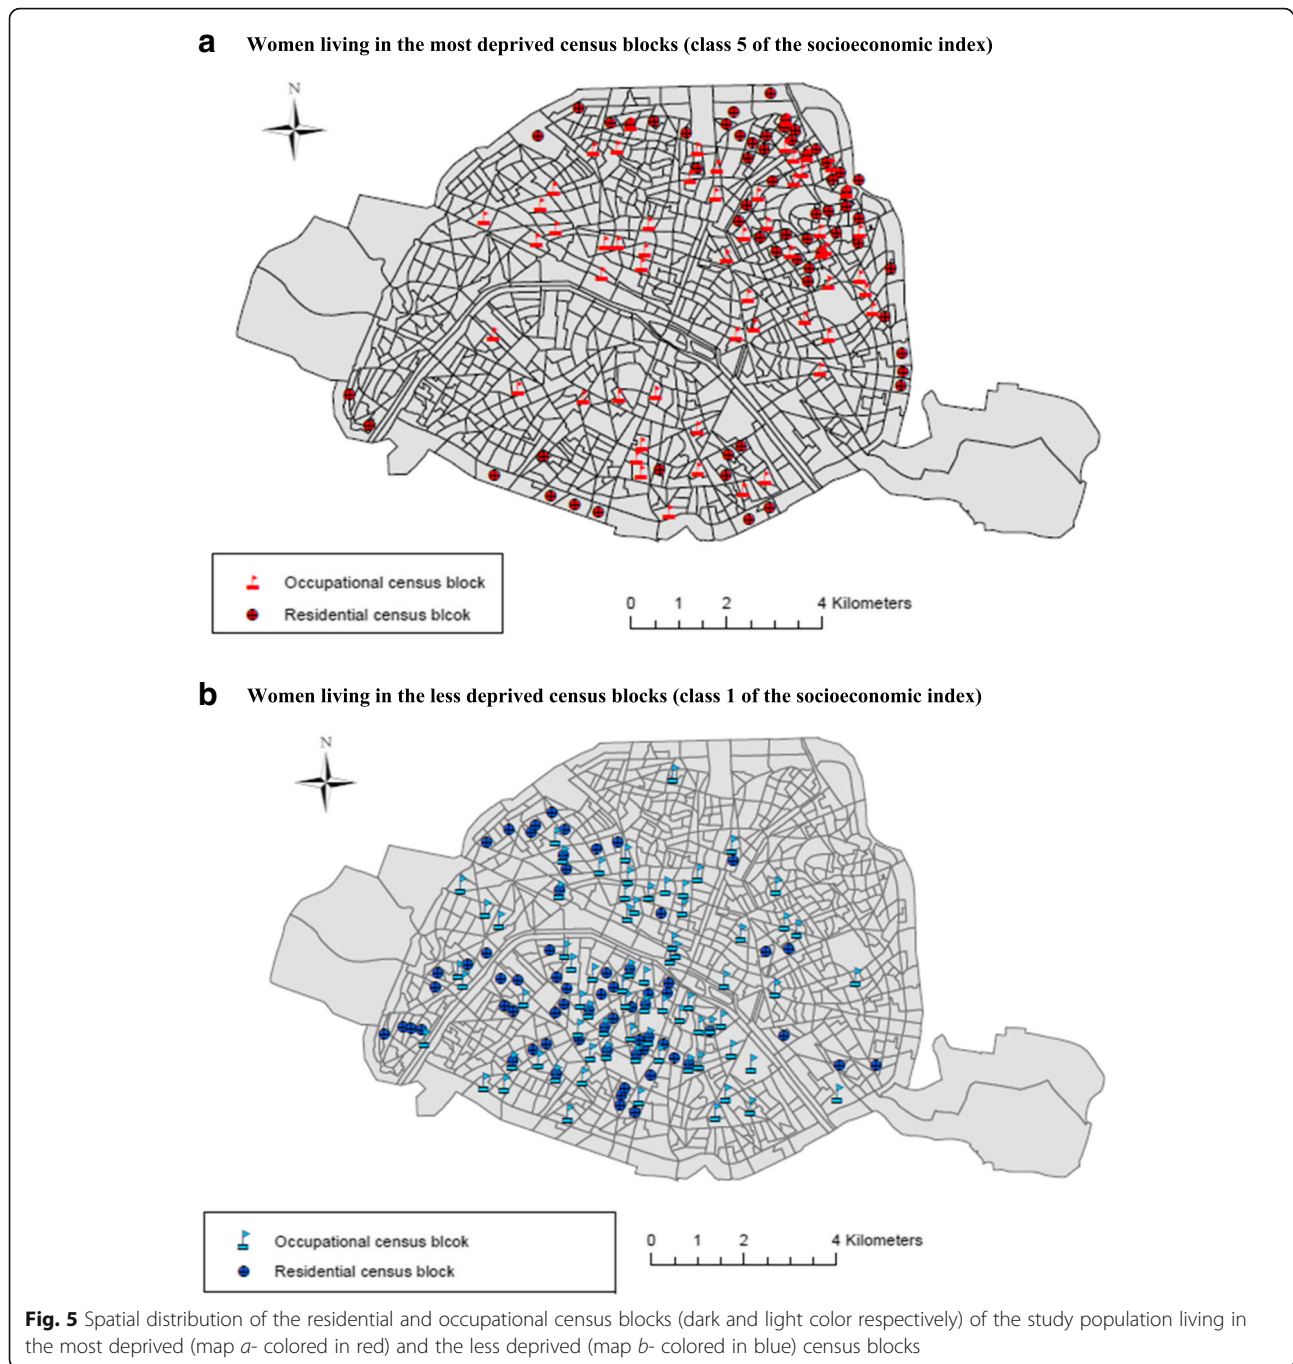 a Women living in the most deprived census blocks (class 5 of the socioeconomic index)
N
Occupational census block
Residential census blcok
0 1 2 4 Kilometers
b Women living in the less deprived census blocks (class 1 of the socioeconomic index)
N
Occupational census blcok
Residential census block
0 1 2 4 Kilometers
Fig. 5 Spatial distribution of the residential and occupational census blocks (dark and light color respectively) of the study population living in
the most deprived (map a- colored in red) and the less deprived (map b- colored in blue) census blocks